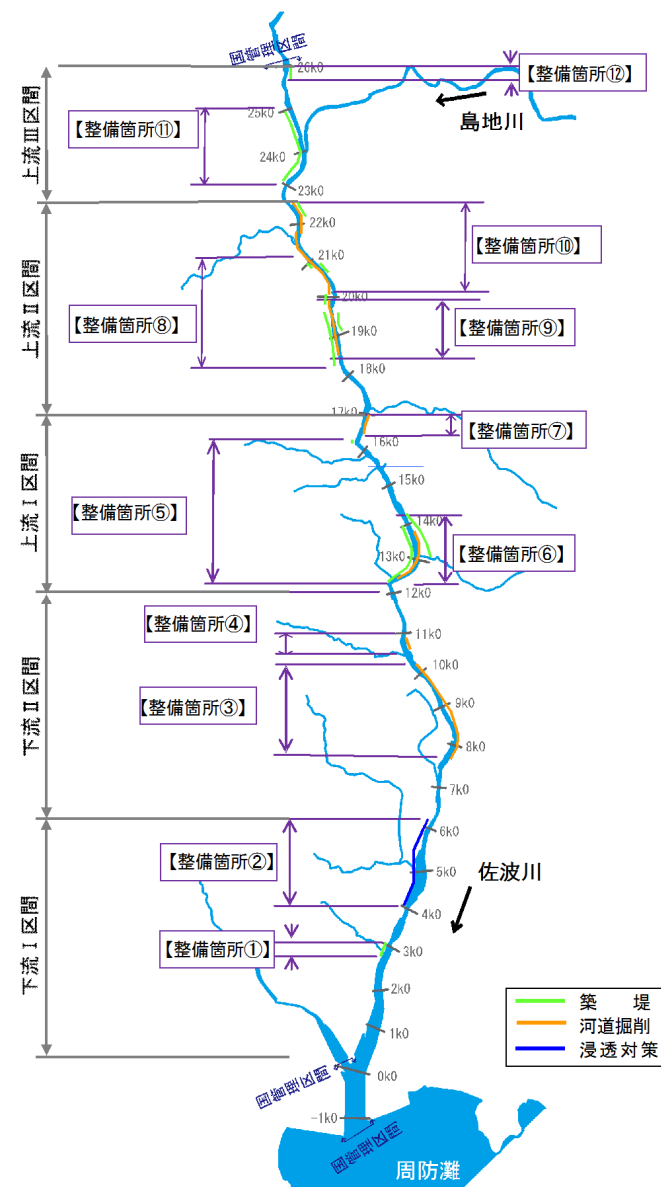 国管理区間
26k0
【整備箇所⑫】
25k0
島地川
【整備箇所⑪】
上流Ⅲ区間
24k0
23k0
22k0
【整備箇所⑩】
21k0
上流Ⅱ区間
20k0
【整備箇所⑧】
19k0
【整備箇所⑨】
18k0
17k0
【整備箇所⑦】
16k0
15k0
上流Ⅰ区間
【整備箇所⑤】
14k0
13k0
【整備箇所⑥】
12k0
【整備箇所④】
11k0
10k0
下流Ⅱ区間
【整備箇所③】
9k0
8k0
7k0
6k0
【整備箇所②】
5k0
佐波川
4k0
下流Ⅰ区間
【整備箇所①】
3k0
2k0
1k0
築 堤
河道掘削
浸透対策
国管理区間
0k0
-1k0
国管理区間
周防灘